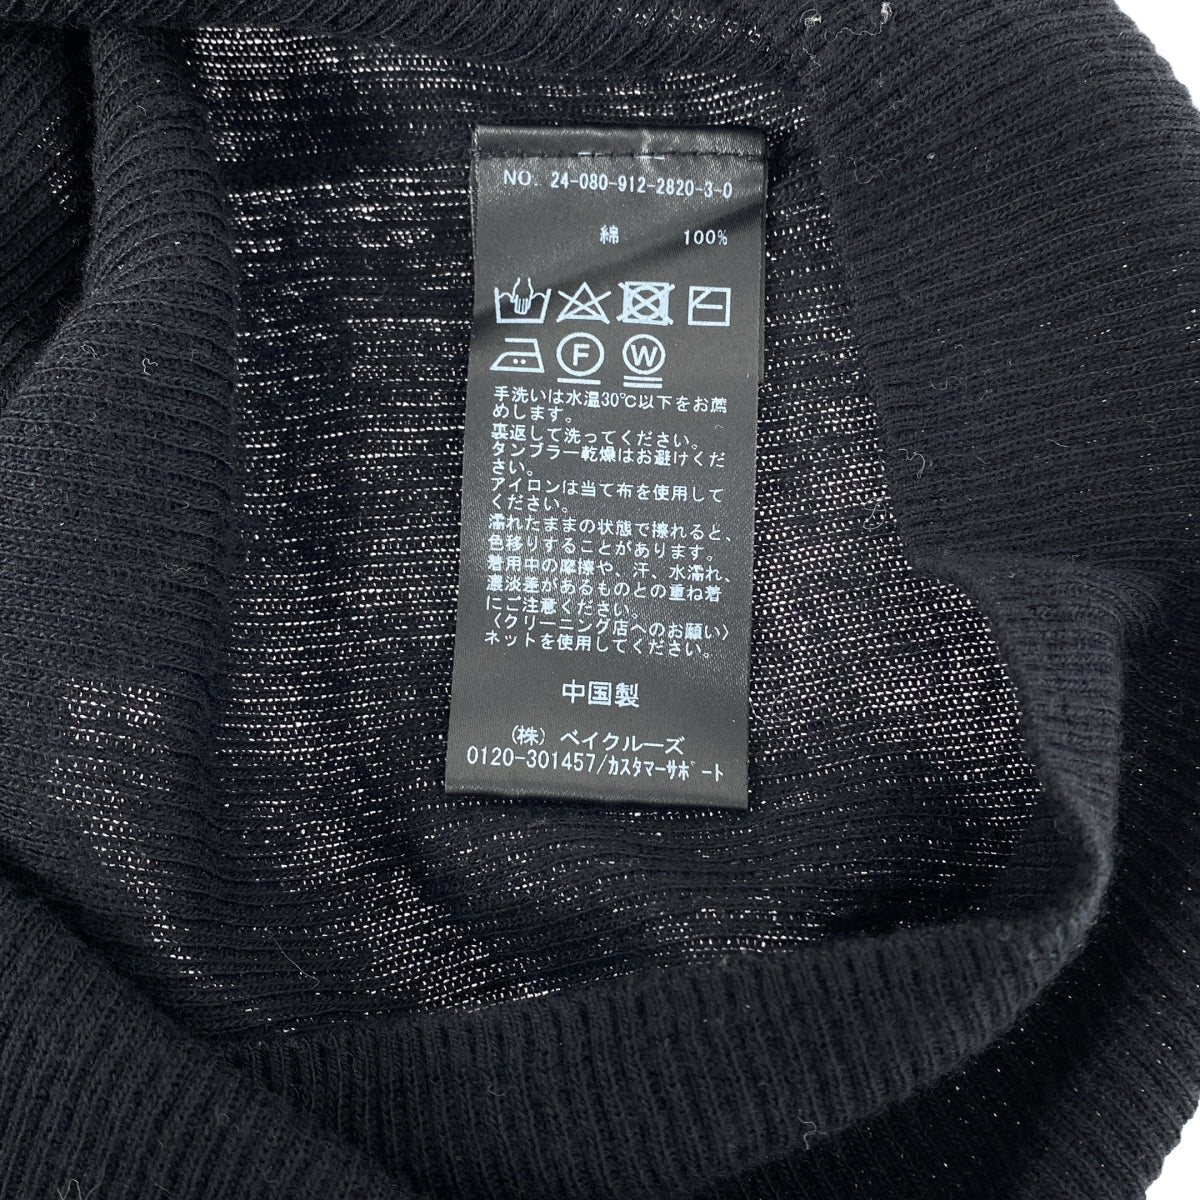 NO. 24-080-912-2820-3-0
綿 100%
F W
手洗いは水温30℃以下をお薦
めします。
裏返して洗ってください。
タンブラー乾燥はお避けくだ
さい。
アイロンは当て布を使用して
ください。
濡れたままの状態で擦れると、
色移りすることがあります。
着用中の摩擦や、汗、水濡れ、
濃淡差があるものとの重ね着
にご注意ください。
〈クリーニング店へのお願い〉
ネットを使用してください。
中国製
(株) ベイクルーズ
0120-301457/カスタマーサポート